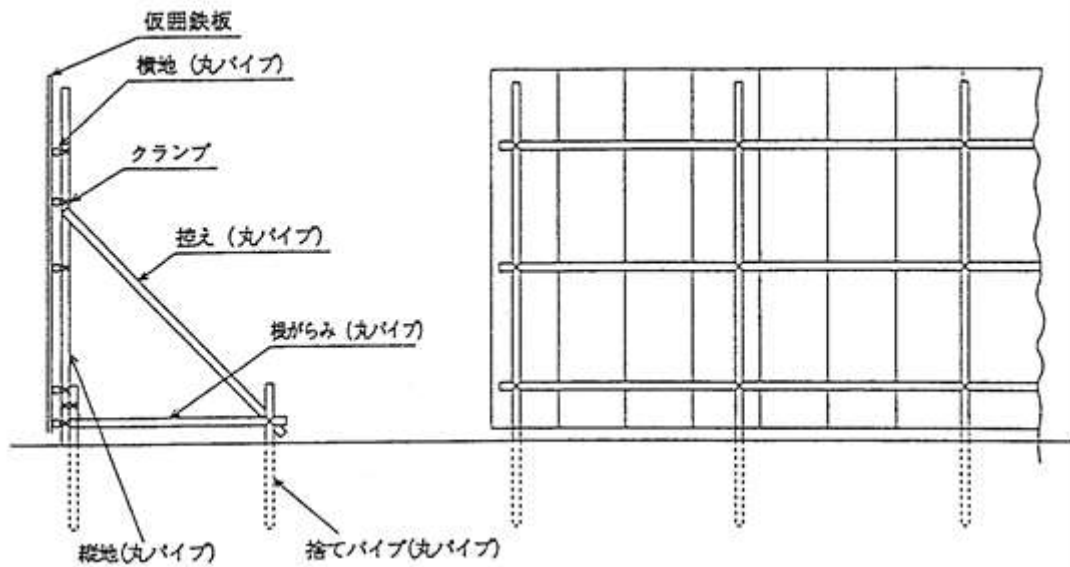 仮囲鉄板
横地（丸パイプ）
クランプ
控え（丸パイプ）
根がらみ（丸パイプ）
縦地(丸パイプ)
捨てパイプ(丸パイプ)